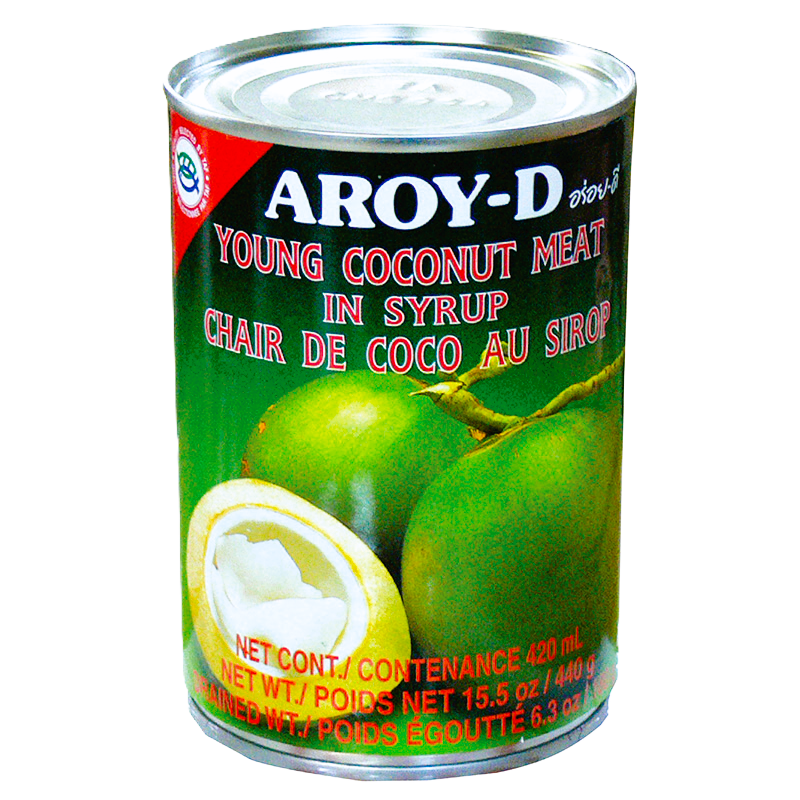 AROY-D อร่อย-ดี
YOUNG COCONUT MEAT
IN SYRUP
CHAIR DE COCO AU SIROP
NET CONT./ CONTENANCE 420 mL
NET WT./ POIDS NET 15.5 oz / 440 g
WT./ POIDS ÉGOUTTÉ 6.3 oz /